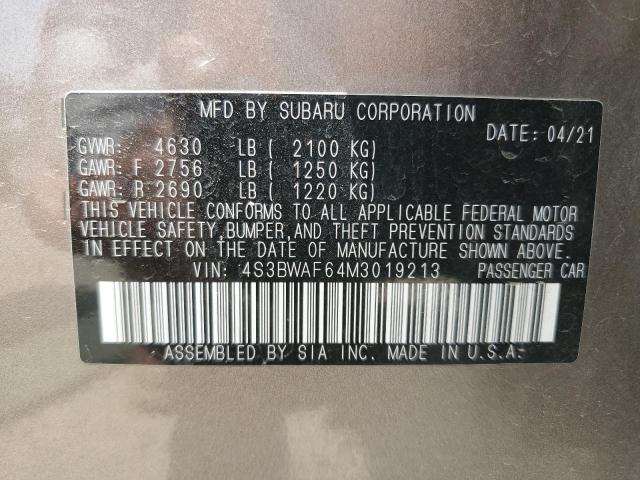 MFD BY SUBARU CORPORATION
DATE: 04/21
GVWR: 4630 LB ( 2100 KG)
GAWR: F 2756 LB ( 1250 KG)
GAWR: R 2690 LB ( 1220 KG)
THIS VEHICLE CONFORMS TO ALL APPLICABLE FEDERAL MOTOR
VEHICLE SAFETY, BUMPER, AND THEFT PREVENTION STANDARDS
IN EFFECT ON THE DATE OF MANUFACTURE SHOWN ABOVE.
VIN: 4S3BWAF64M3019213 PASSENGER CAR
ASSEMBLED BY SIA INC. MADE IN U.S.A.